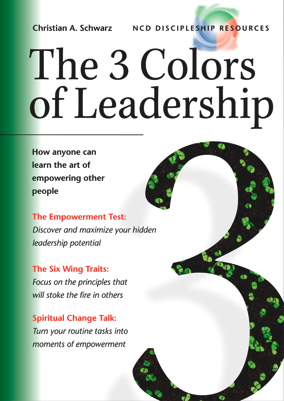 Christian A. Schwarz NCD DISCIPLESHIP RESOURCES
The 3 Colors
of Leadership
How anyone can
learn the art of
empowering other
people
The Empowerment Test:
Discover and maximize your hidden
leadership potential
The Six Wing Traits:
Focus on the principles that
will stoke the fire in others
Spiritual Change Talk:
Turn your routine tasks into
moments of empowerment
3